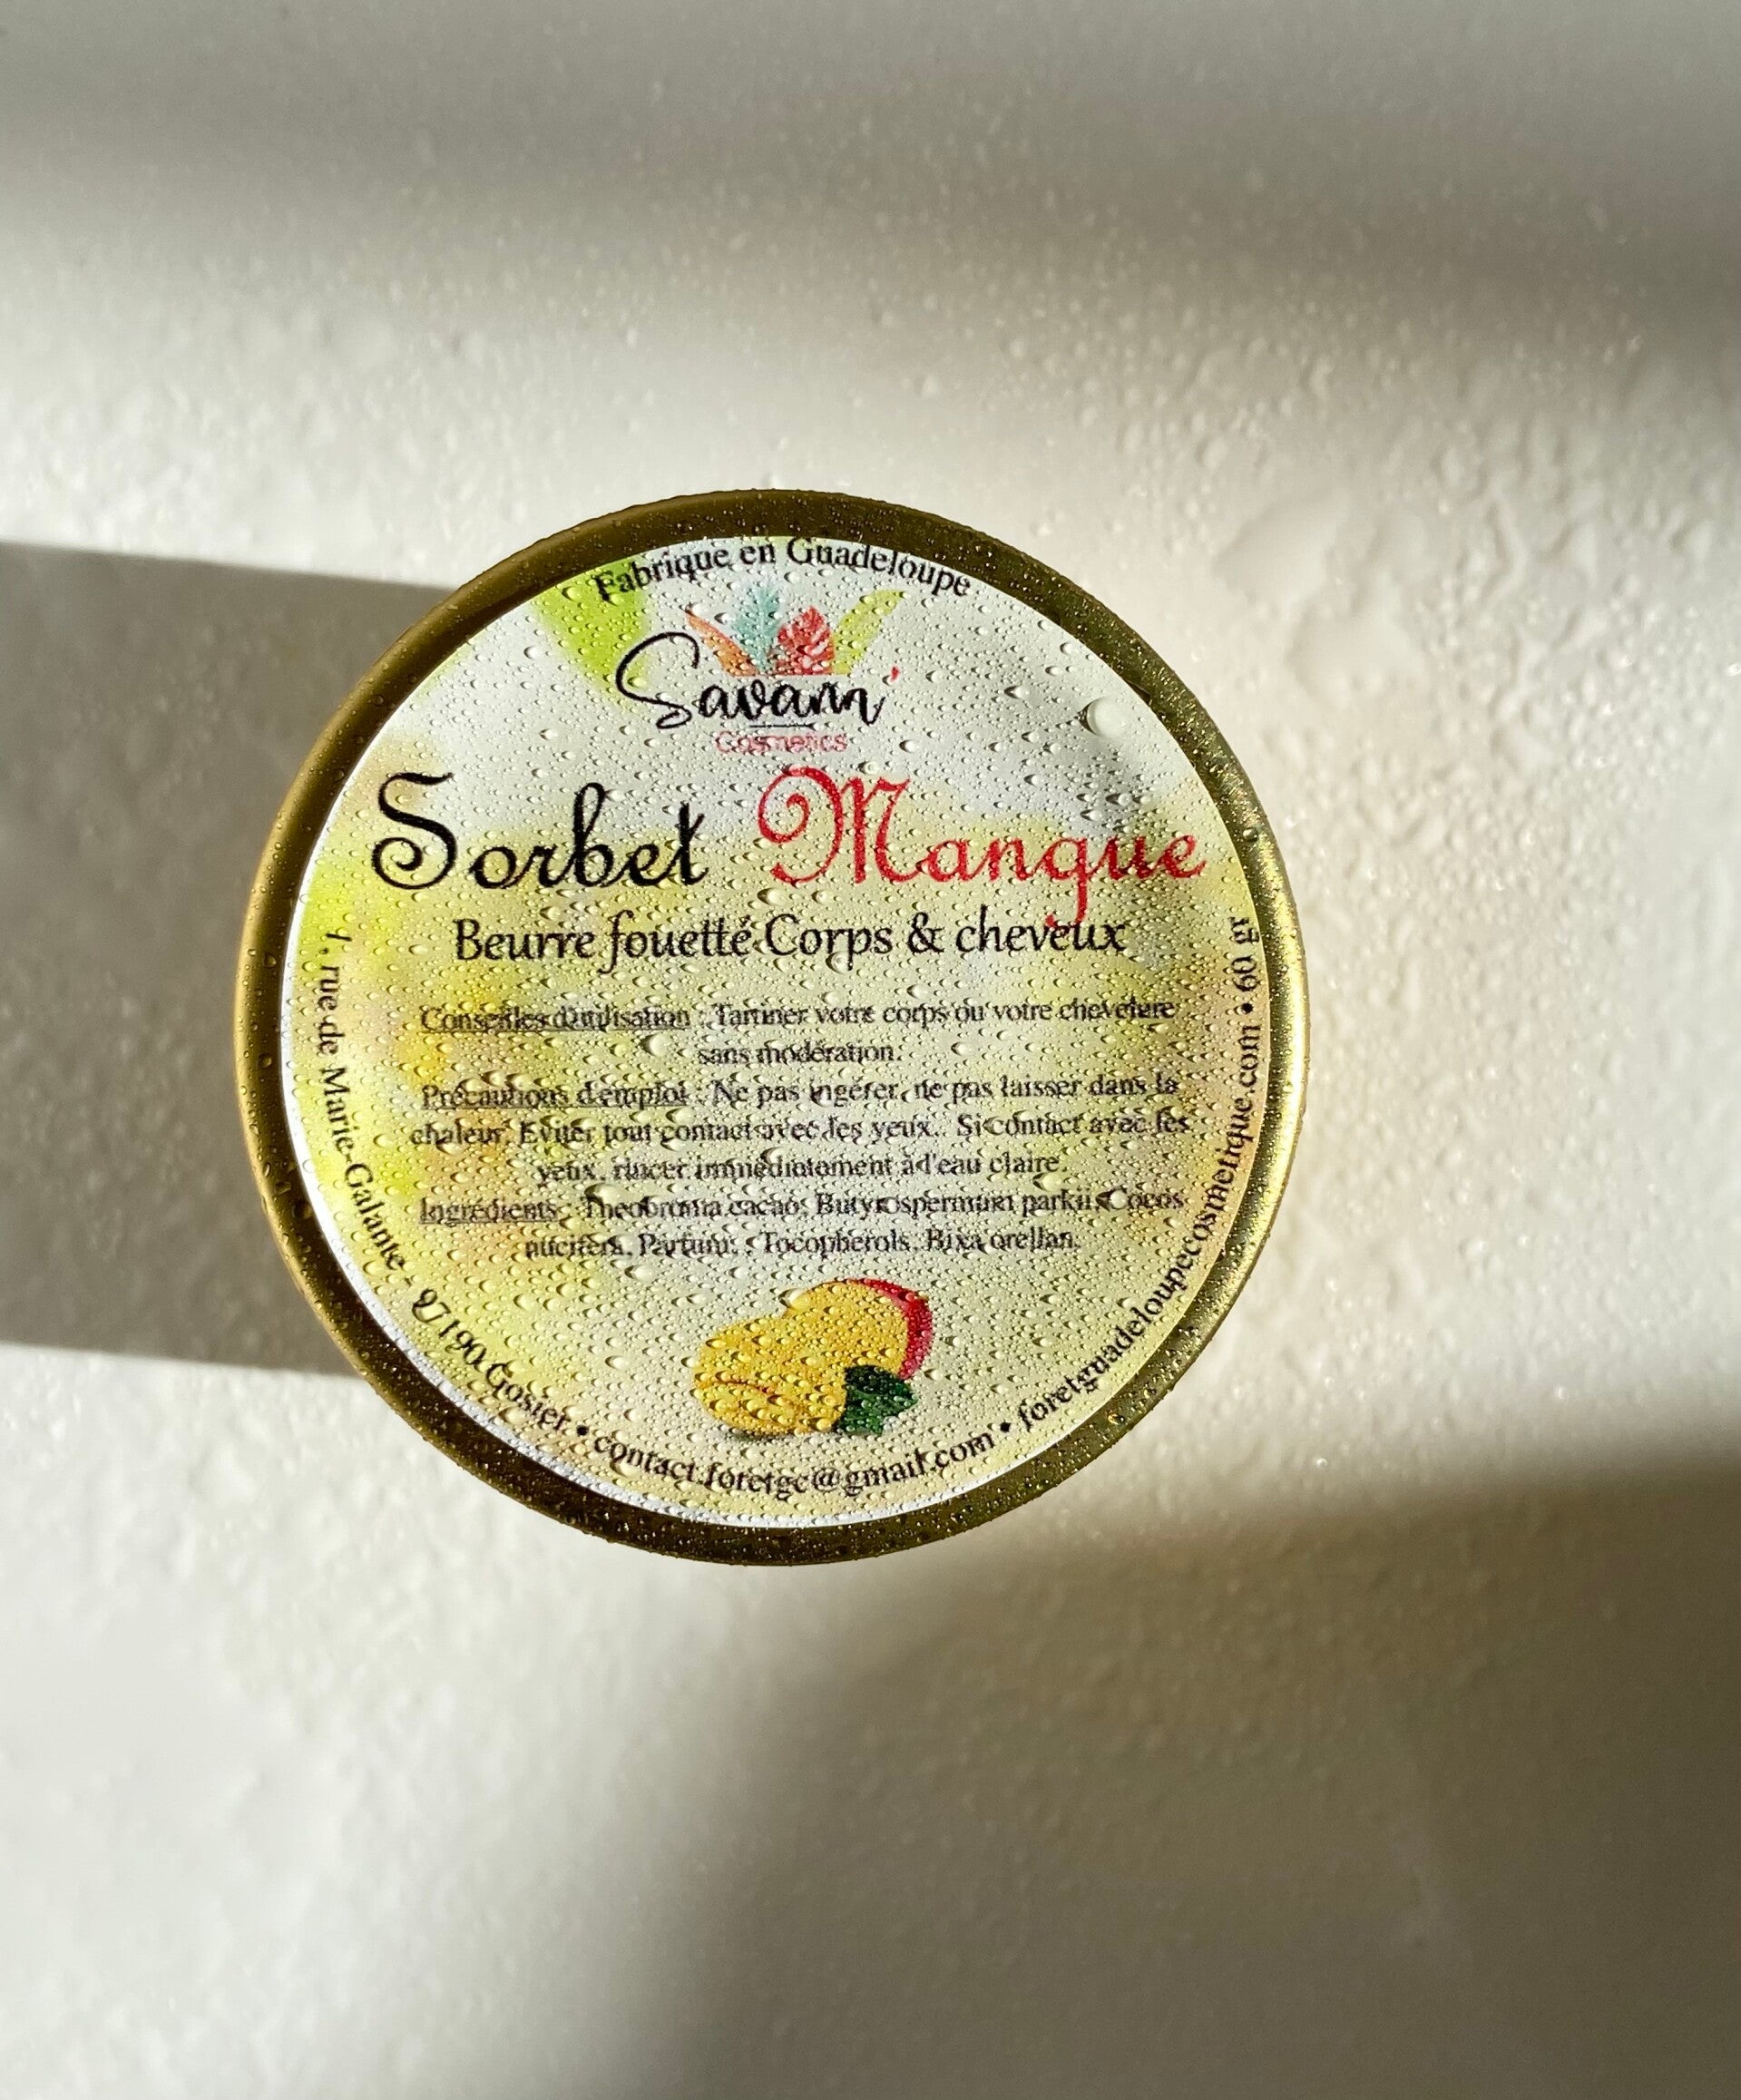 Fabrique en Guadeloupe
Savann'
Cosmetics
Sorbet Mangue
Beurre fouetté Corps & cheveux
Conseilles d'utilisation : Tartiner votre corps ou votre chevelure
sans modération.
Précautions d'emploi : Ne pas ingérer, ne pas laisser dans la
chaleur. Eviter tout contact avec les yeux.. Si contact avec les
yeux, rincer immédiatement à d'eau claire.
Ingrédients : Theobroma cacao, Butyrospermum parkii, Cocos
nucifera, Parfum, Tocopherols, Bixa orellan.
rue de Marie-Galante - 97190 Gosier • contact.foretgc@gmail.com • foretguadeloupecosmetique.com • 60 gr